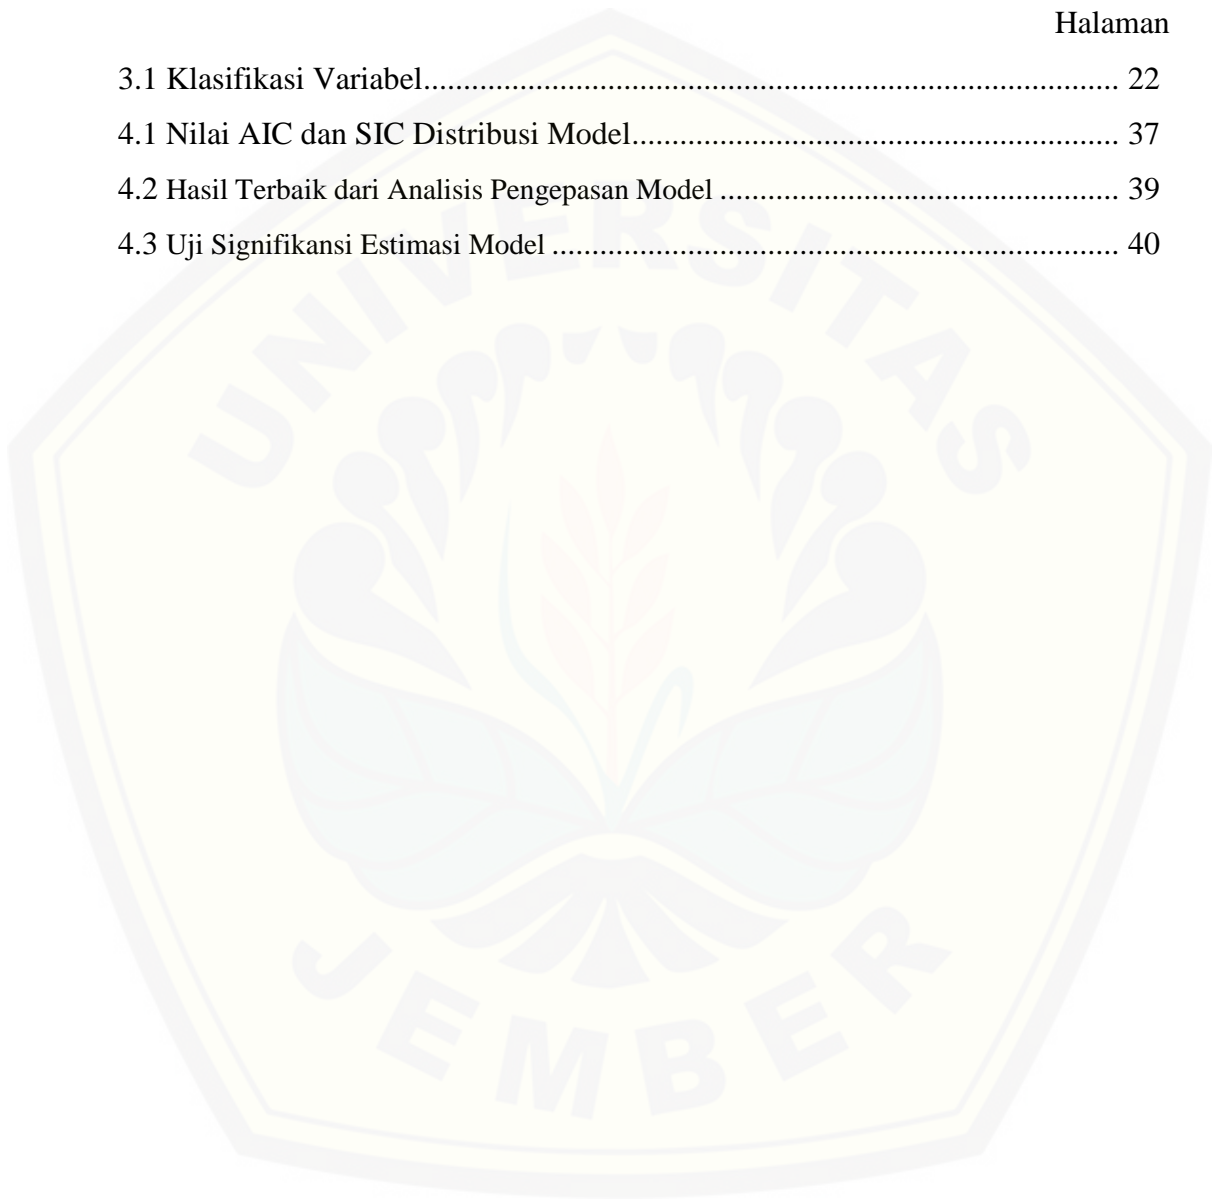 Halaman
3.1 Klasifikasi Variabel....................................................................................... 22
4.1 Nilai AIC dan SIC Distribusi Model............................................................. 37
4.2 Hasil Terbaik dari Analisis Pengepasan Model .................................................. 39
4.3 Uji Signifikansi Estimasi Model ....................................................................... 40
UNIVERSITAS
JEMBER